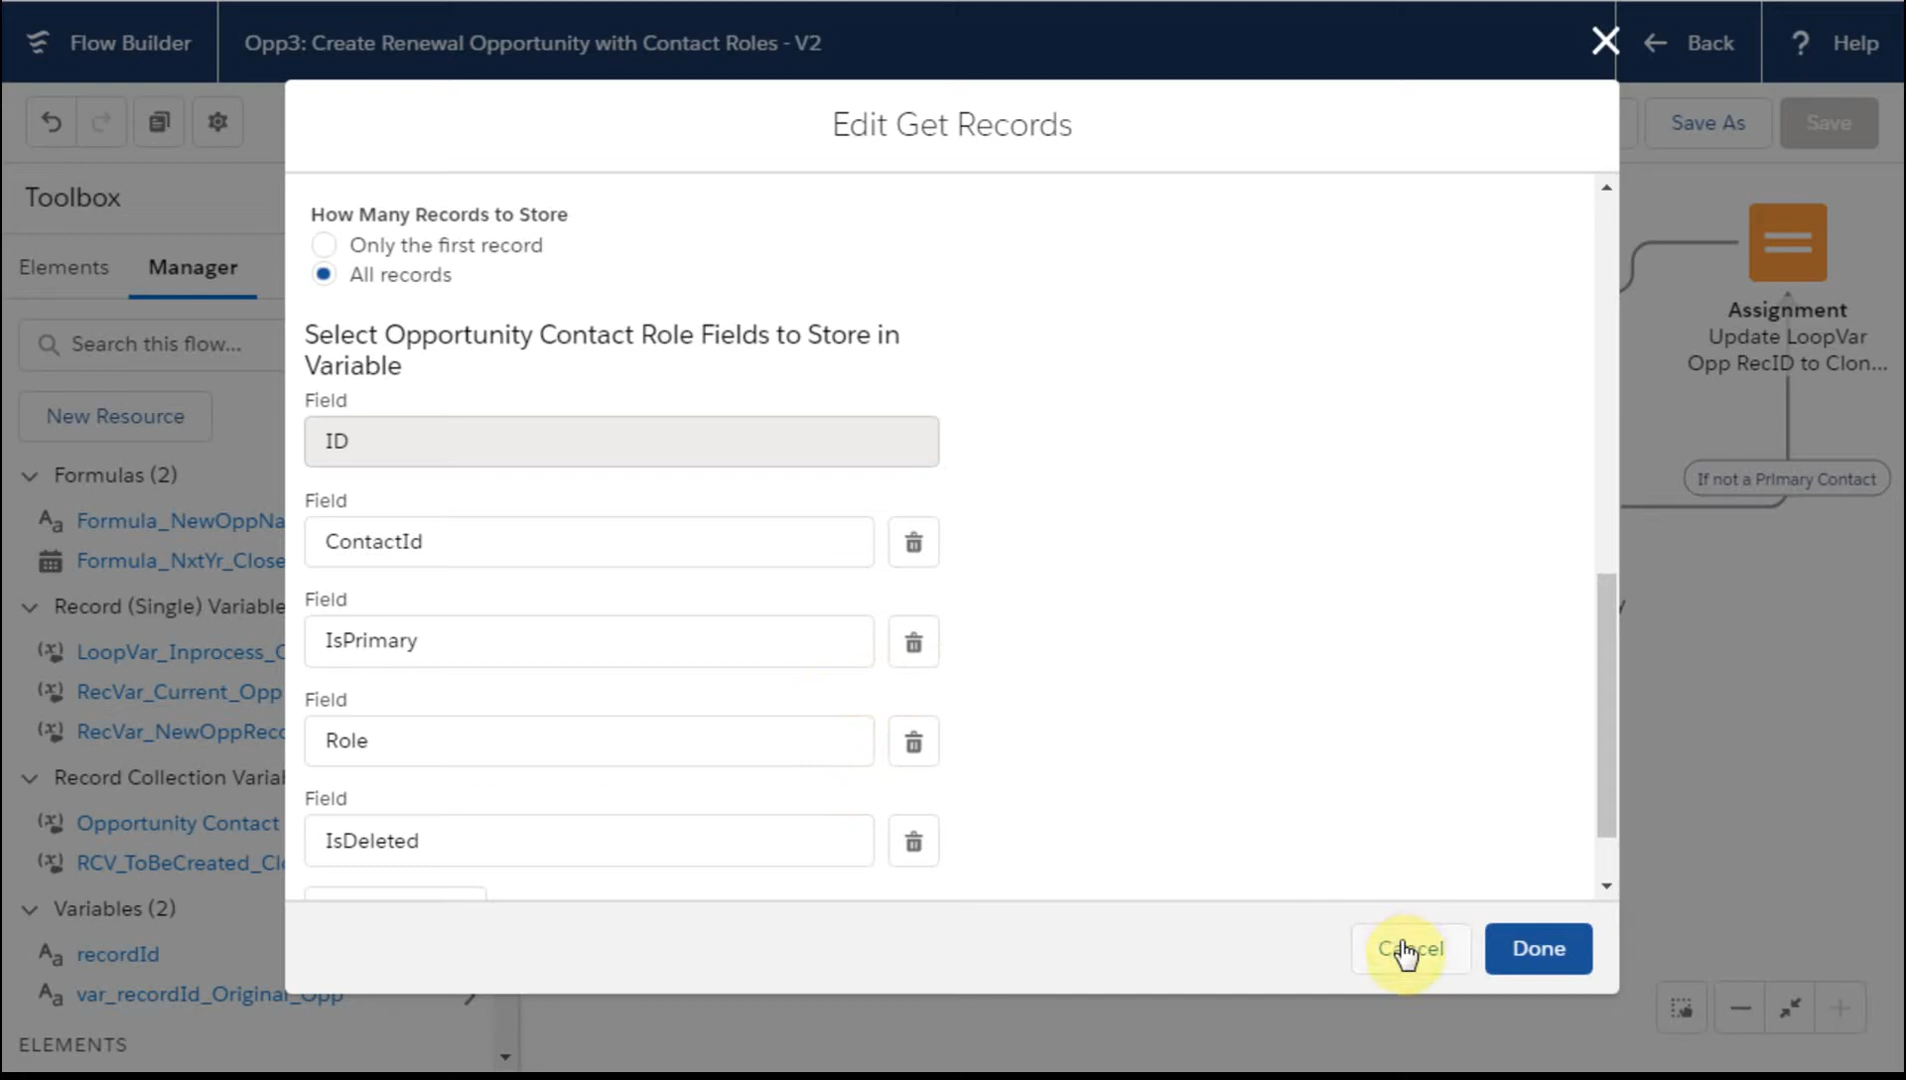 Flow Builder
Opp3: Create Renewal Opportunity with Contact Roles - V2
Back
? Help
Edit Get Records
Save As
Save
Toolbox
Elements
Manager
Search this flow...
New Resource
Formulas (2)
Formula_NewOppNa
Formula_NxtYr_Close
Record (Single) Variable
LoopVar_Inprocess_C
RecVar_Current_Opp
RecVar_NewOppReco
Record Collection Varial
Opportunity Contact
RCV_ToBeCreated_Cl
Variables (2)
recordId
var_recordId_Original_Opp
ELEMENTS
How Many Records to Store
Only the first record
All records
Select Opportunity Contact Role Fields to Store in
Variable
Field
ID
Field
ContactId
Field
IsPrimary
Field
Role
Field
IsDeleted
Cancel
Done
Assignment
Update LoopVar
Opp RecID to Clon...
If not a Primary Contact